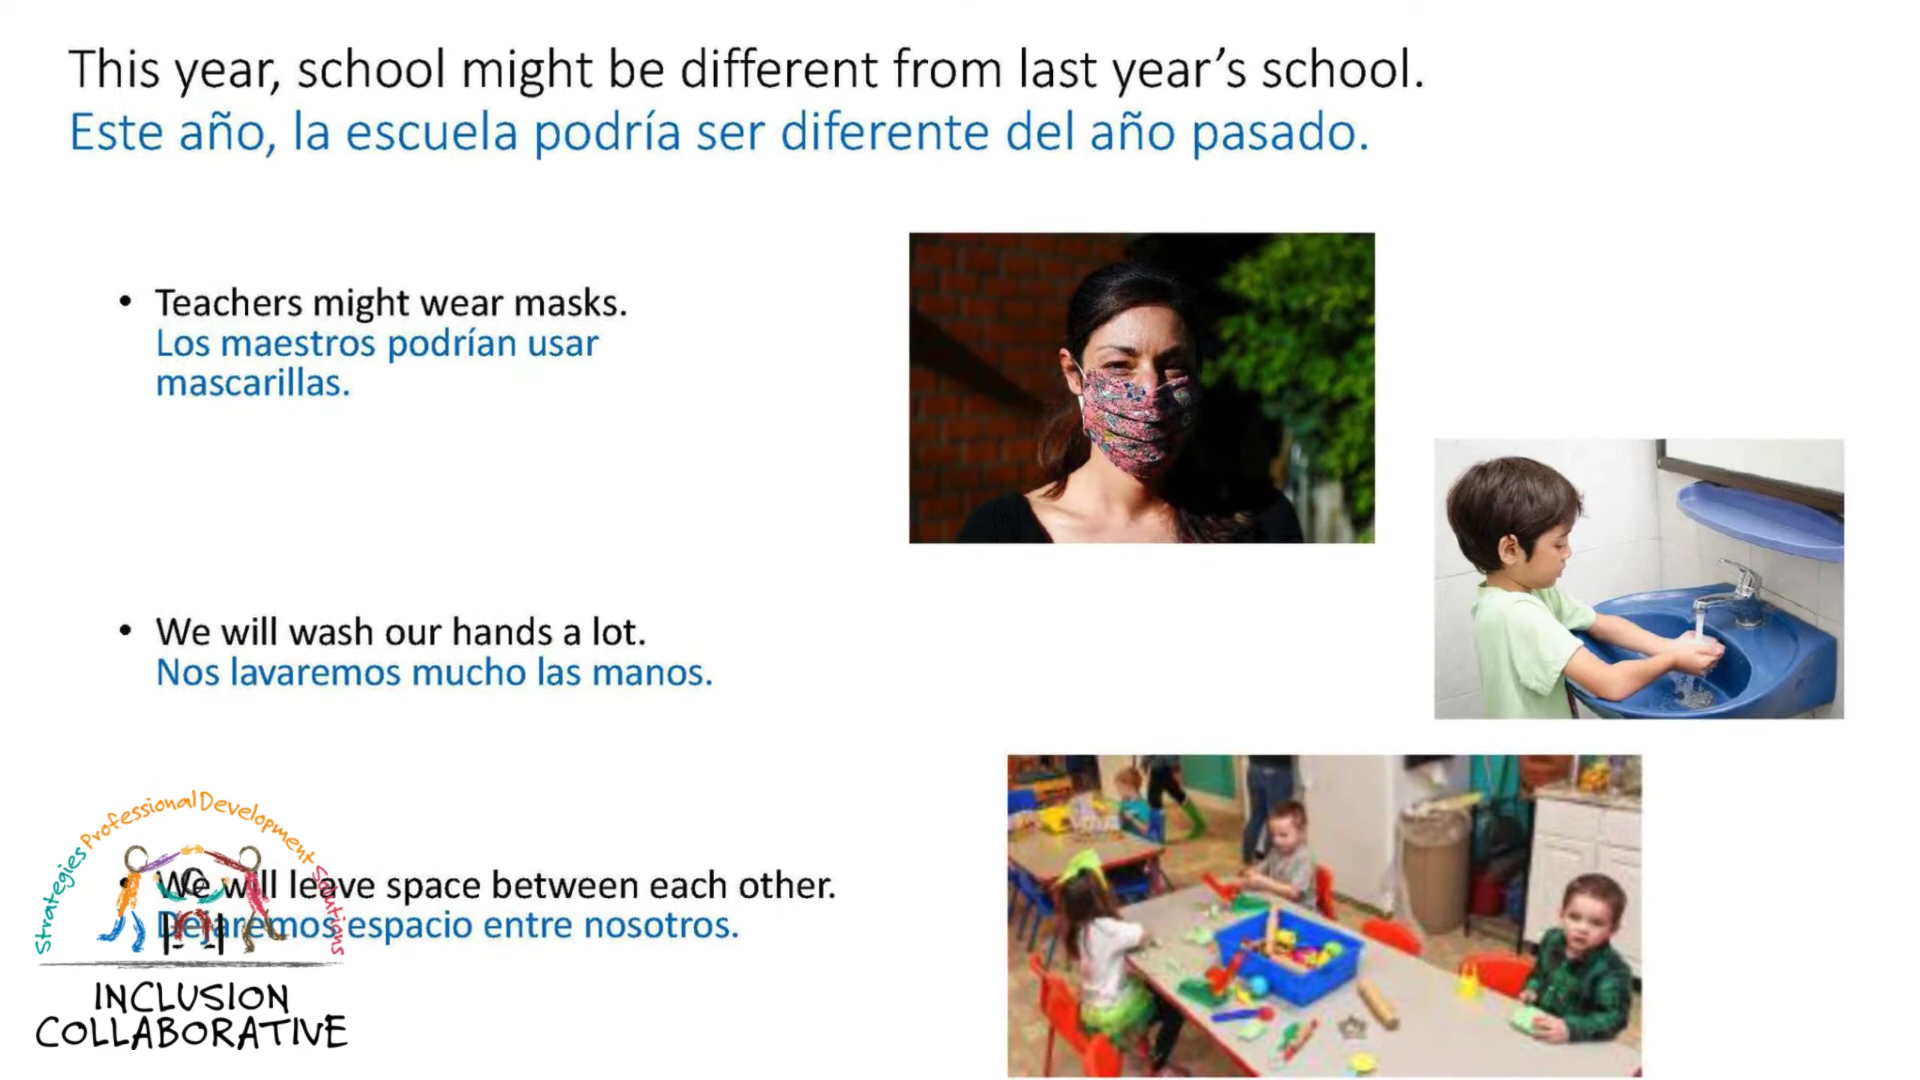 This year, school might be different from last year’s school.
Este año, la escuela podría ser diferente del año pasado.
• Teachers might wear masks.
Los maestros podrían usar
mascarillas.
• We will wash our hands a lot.
Nos lavaremos mucho las manos.
• We will leave space between each other.
Dejaremos espacio entre nosotros.
Strategies Professional Development Solutions
INCLUSION
COLLABORATIVE